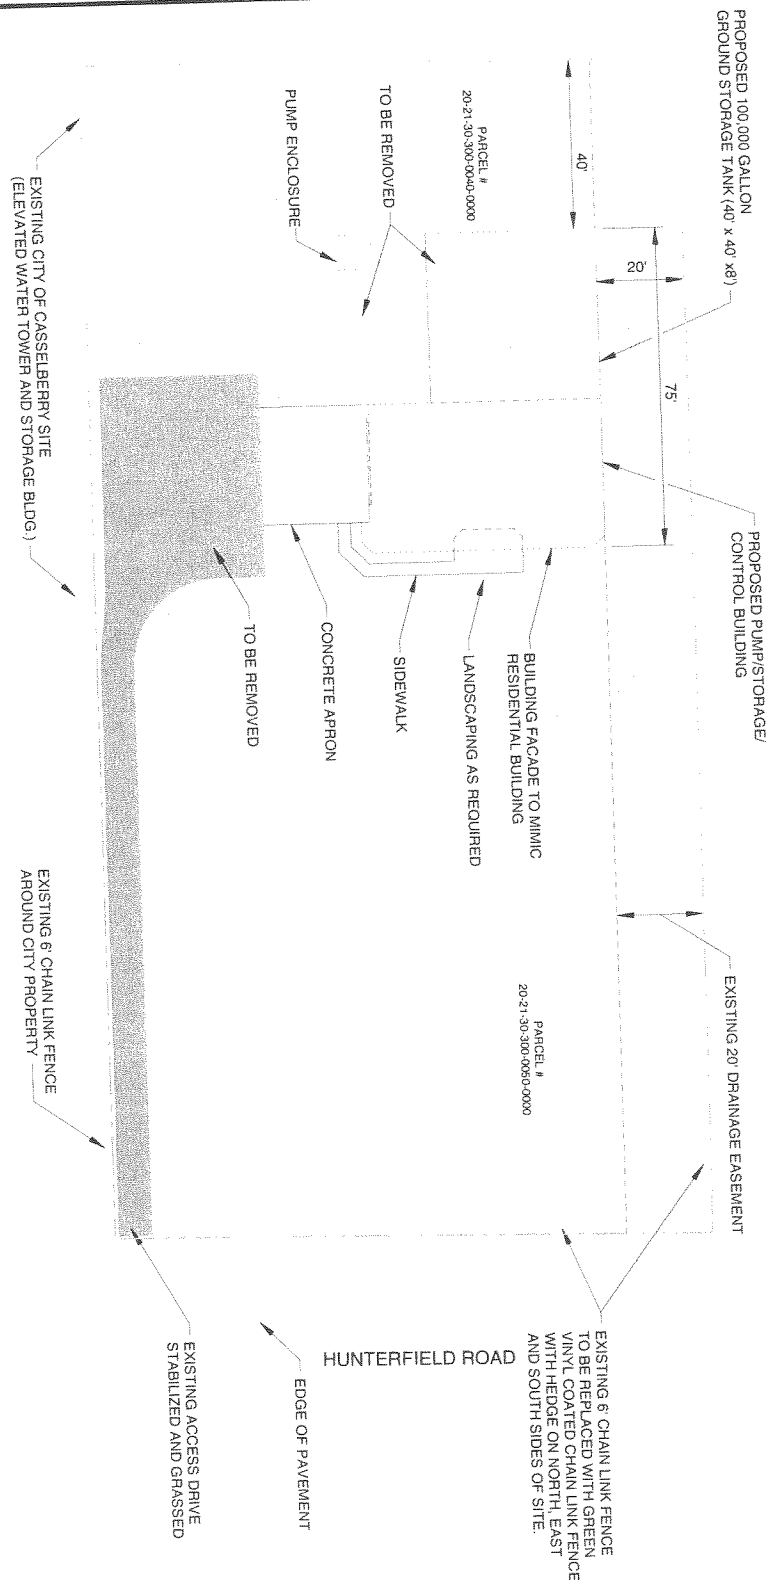 PROPOSED 100,000 GALLON
GROUND STORAGE TANK (40' x 40' x8')
PROPOSED PUMP/STORAGE/
CONTROL BUILDING
EXISTING 20' DRAINAGE EASEMENT
EXISTING 6' CHAIN LINK FENCE
TO BE REPLACED WITH GREEN
VINYL COATED CHAIN LINK FENCE
WITH HEDGE ON NORTH, EAST
AND SOUTH SIDES OF SITE.
40'
20'
75'
PARCEL #
20-21-30-300-0040-0000
TO BE REMOVED
PUMP ENCLOSURE
BUILDING FACADE TO MIMIC
RESIDENTIAL BUILDING
LANDSCAPING AS REQUIRED
SIDEWALK
CONCRETE APRON
TO BE REMOVED
PARCEL #
20-21-30-300-0050-0000
HUNTERFIELD ROAD
EDGE OF PAVEMENT
EXISTING CITY OF CASSELBERRY SITE
(ELEVATED WATER TOWER AND STORAGE BLDG.)
EXISTING 6' CHAIN LINK FENCE
AROUND CITY PROPERTY
EXISTING ACCESS DRIVE
STABILIZED AND GRASSED